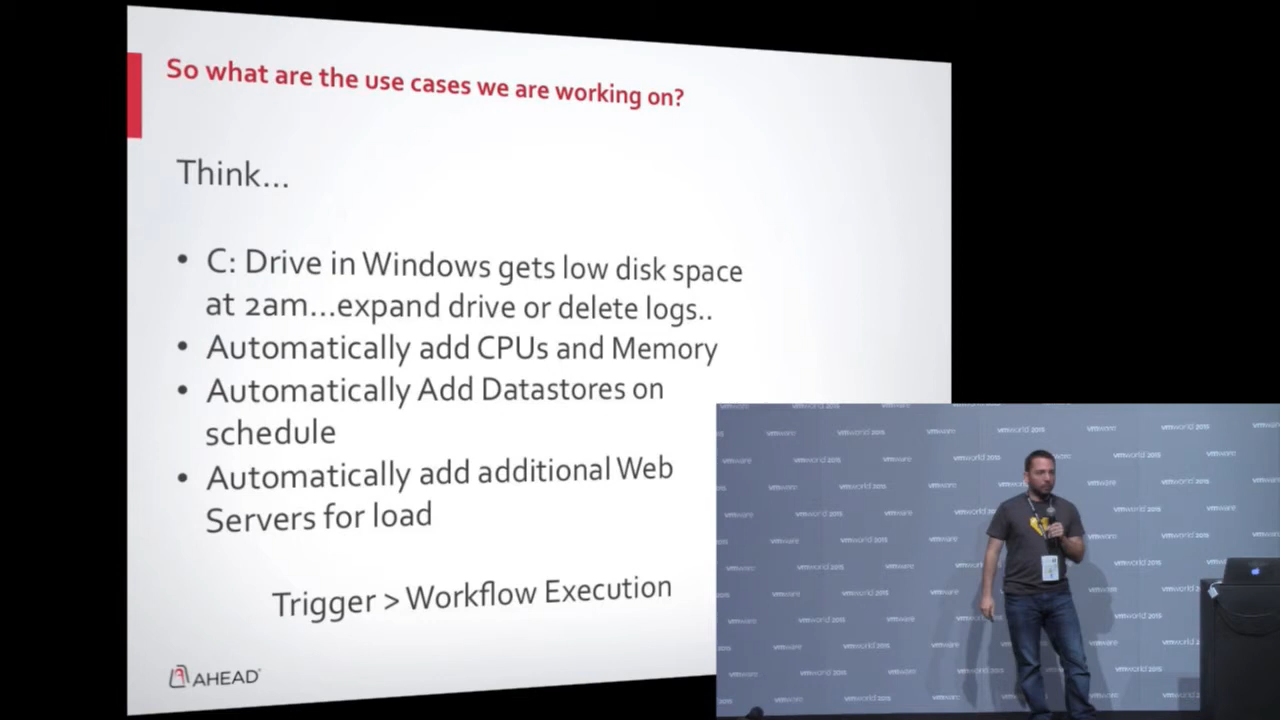 So what are the use cases we are working on?
Think...
• C: Drive in Windows gets low disk space
at 2am...expand drive or delete logs..
• Automatically add CPUs and Memory
• Automatically Add Datastores on
schedule
• Automatically add additional Web
Servers for load
Trigger > Workflow Execution
AHEAD
vmware
vmworld 2015